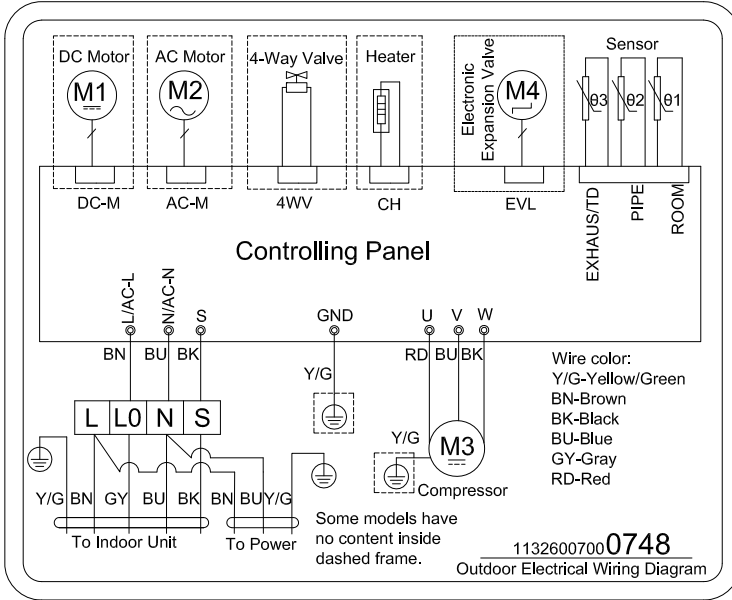 DC Motor
AC Motor
4-Way Valve
Heater
Electronic
Expansion Valve
Sensor
M1
M2
M4
θ3
θ2
θ1
DC-M
AC-M
4WV
CH
EVL
EXHAUS/TD
PIPE
ROOM
Controlling Panel
L/AC-L
N/AC-N
S
GND
U
V
W
BN
BU
BK
Y/G
RD
BU
BK
L
L0
N
S
Y/G
M3
Compressor
Wire color:
Y/G-Yellow/Green
BN-Brown
BK-Black
BU-Blue
GY-Gray
RD-Red
Y/G
BN
GY
BU
BK
BN
BU
Y/G
To Indoor Unit
To Power
Some models have
no content inside
dashed frame.
11326007000748
Outdoor Electrical Wiring Diagram